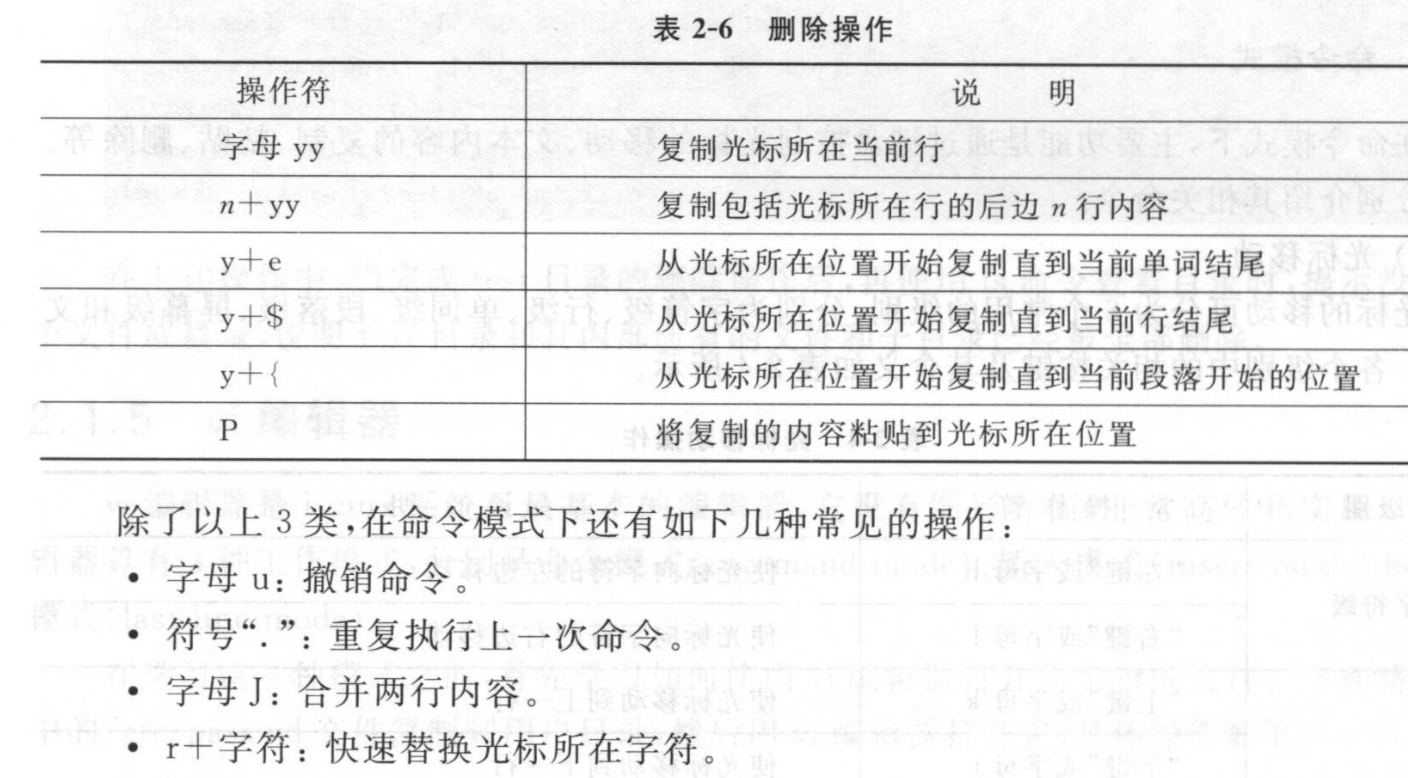 表 2-6 删除操作
操作符 说 明
字母 yy 复制光标所在当前行
n+yy 复制包括光标所在行的后边 n 行内容
y+e 从光标所在位置开始复制直到当前单词结尾
y+$ 从光标所在位置开始复制直到当前行结尾
y+{ 从光标所在位置开始复制直到当前段落开始的位置
P 将复制的内容粘贴到光标所在位置
除了以上 3 类,在命令模式下还有如下几种常见的操作:
• 字母 u: 撤销命令。
• 符号“.”: 重复执行上一次命令。
• 字母 J: 合并两行内容。
• r+字符: 快速替换光标所在字符。